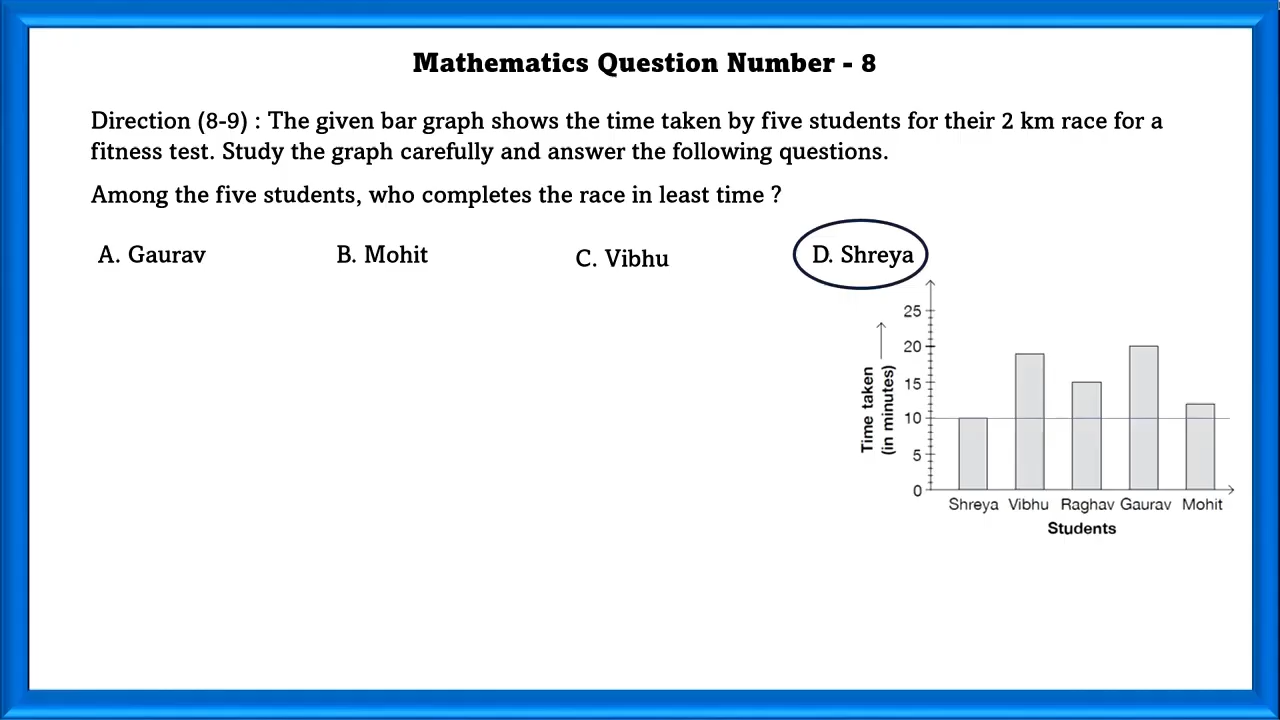 Mathematics Question Number - 8
Direction (8-9) : The given bar graph shows the time taken by five students for their 2 km race for a
fitness test. Study the graph carefully and answer the following questions.
Among the five students, who completes the race in least time ?
A. Gaurav
B. Mohit
C. Vibhu
D. Shreya
Time taken
(in minutes)
25
20
15
10
5
0
Shreya Vibhu Raghav Gaurav Mohit
Students